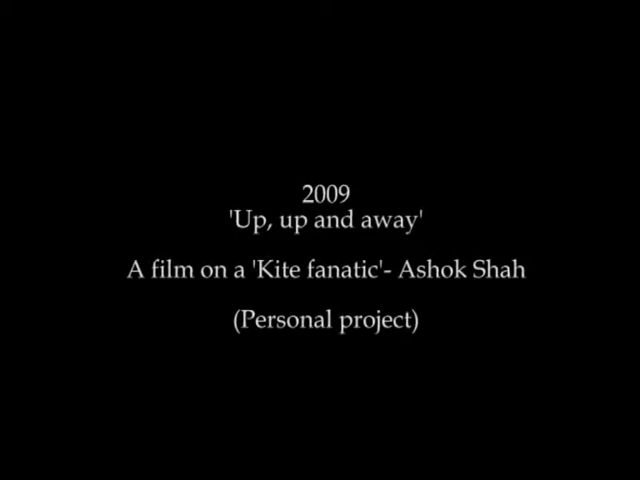 2009
'Up, up and away'
A film on a 'Kite fanatic'- Ashok Shah
(Personal project)